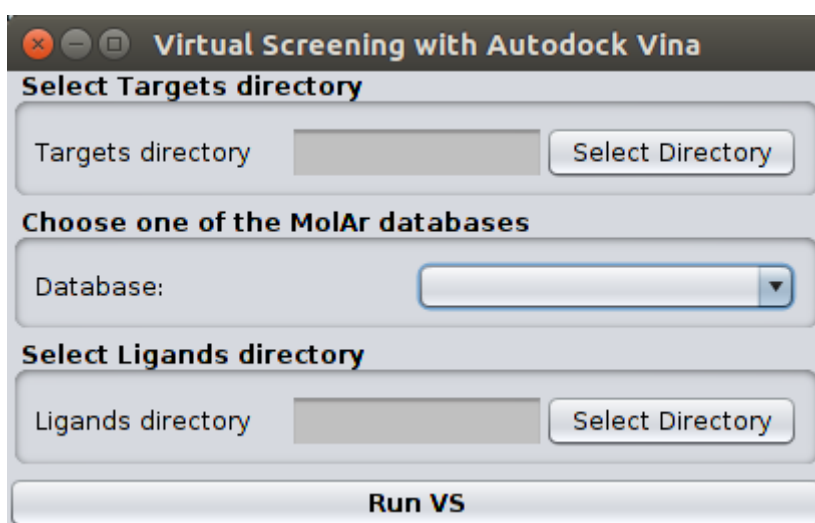 Virtual Screening with Autodock Vina
Select Targets directory
Targets directory Select Directory
Choose one of the MolAr databases
Database:
Select Ligands directory
Ligands directory Select Directory
Run VS